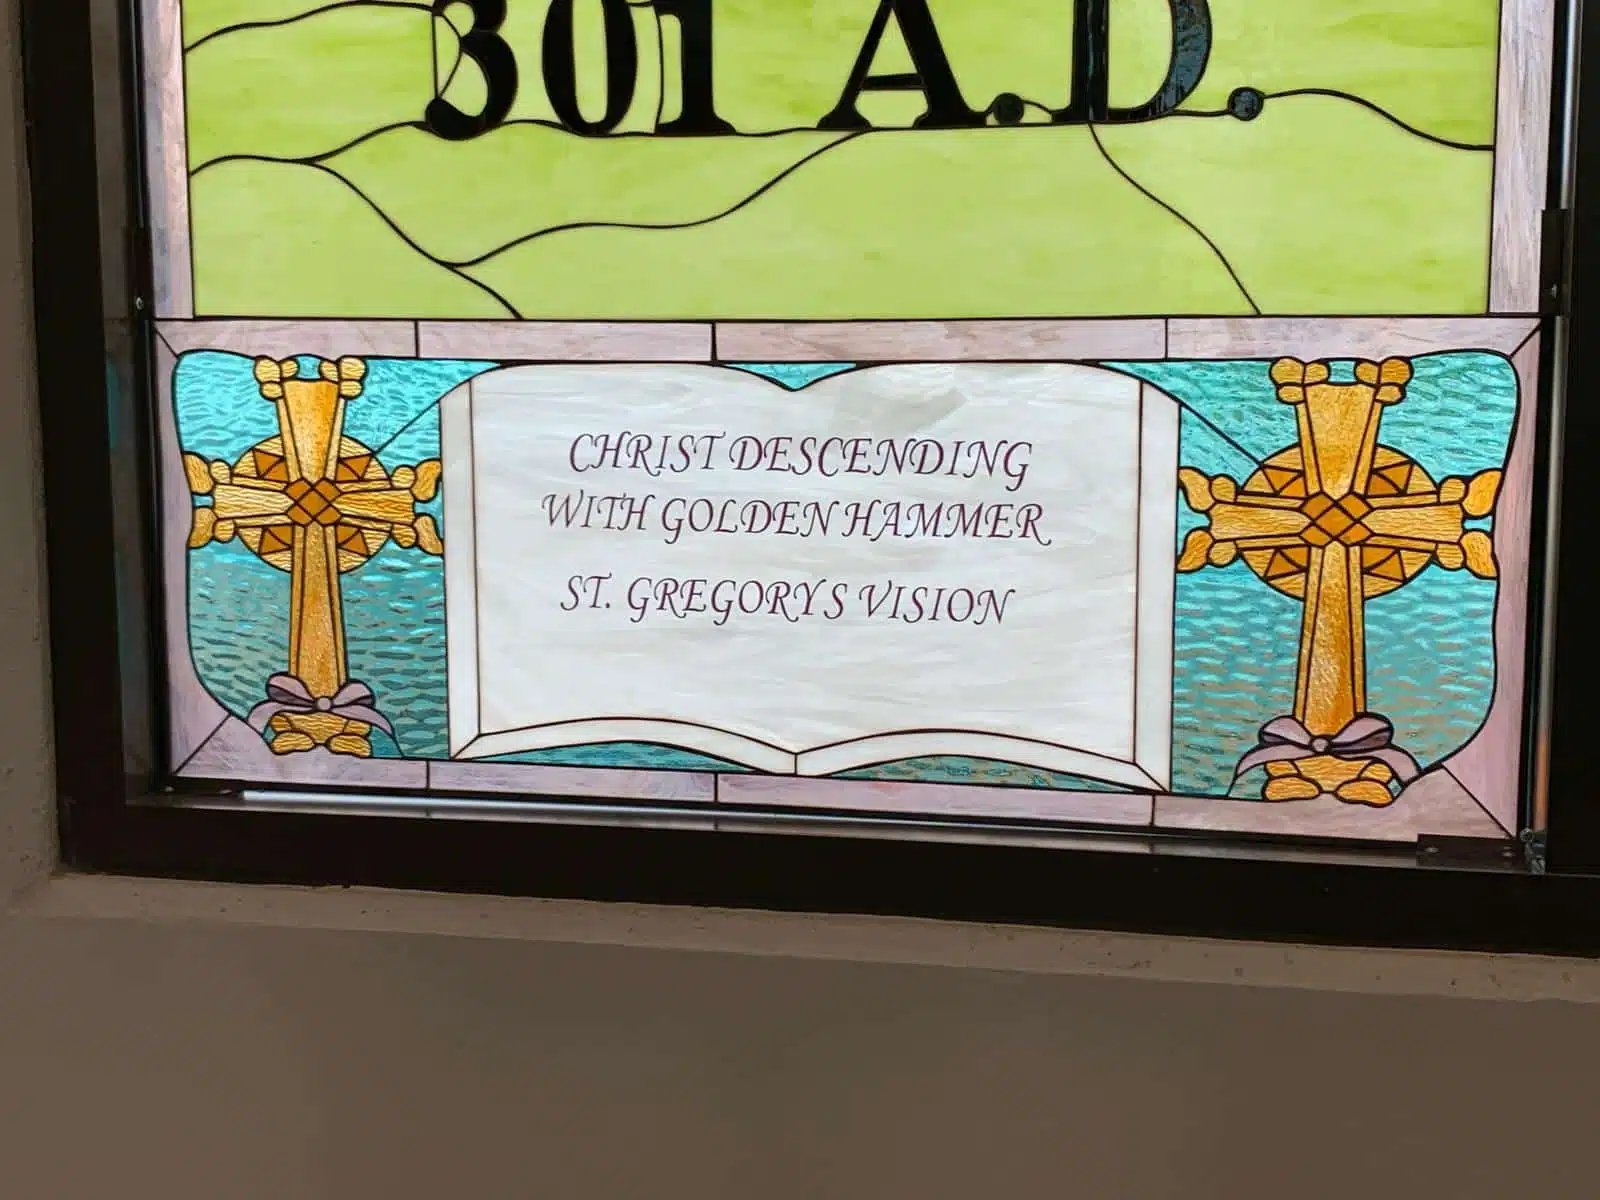 301 A.D.
CHRIST DESCENDING
WITH GOLDEN HAMMER
ST. GREGORYS VISION